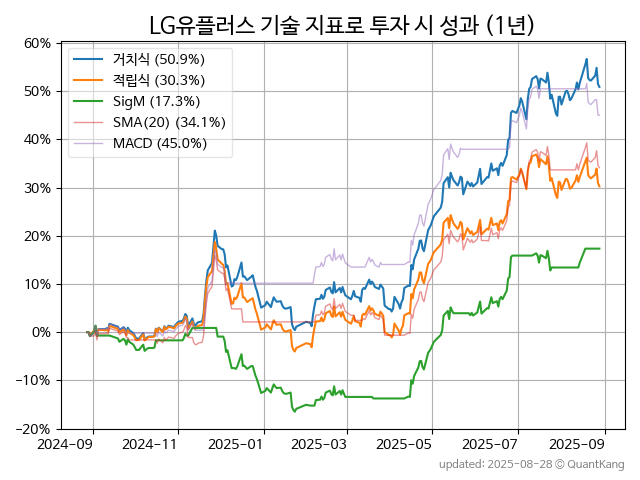 LG유플러스 기술 지표로 투자 시 성과 (1년)
60%
50%
40%
30%
20%
10%
0%
−10%
−20%
거치식 (50.9%)
적립식 (30.3%)
SigM (17.3%)
SMA(20) (34.1%)
MACD (45.0%)
2024-09 2024-11 2025-01 2025-03 2025-05 2025-07 2025-09
updated: 2025-08-28 © QuantKang